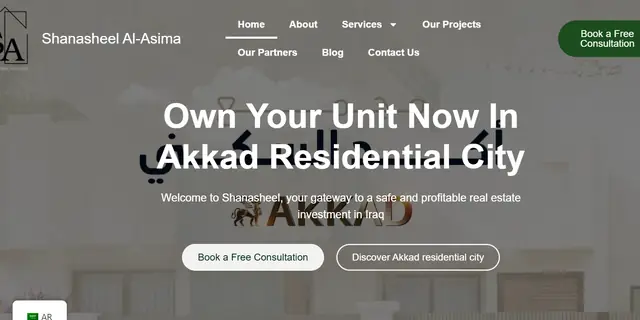 SA
Shanasheel Al-Asima
Home
About
Services
Our Projects
Our Partners
Blog
Contact Us
Book a Free
Consultation
Own Your Unit Now In
Akkad Residential City
Welcome to Shanasheel, your gateway to a safe and profitable real estate
investment in Iraq
AKKAD
Book a Free Consultation
Discover Akkad residential city
AR